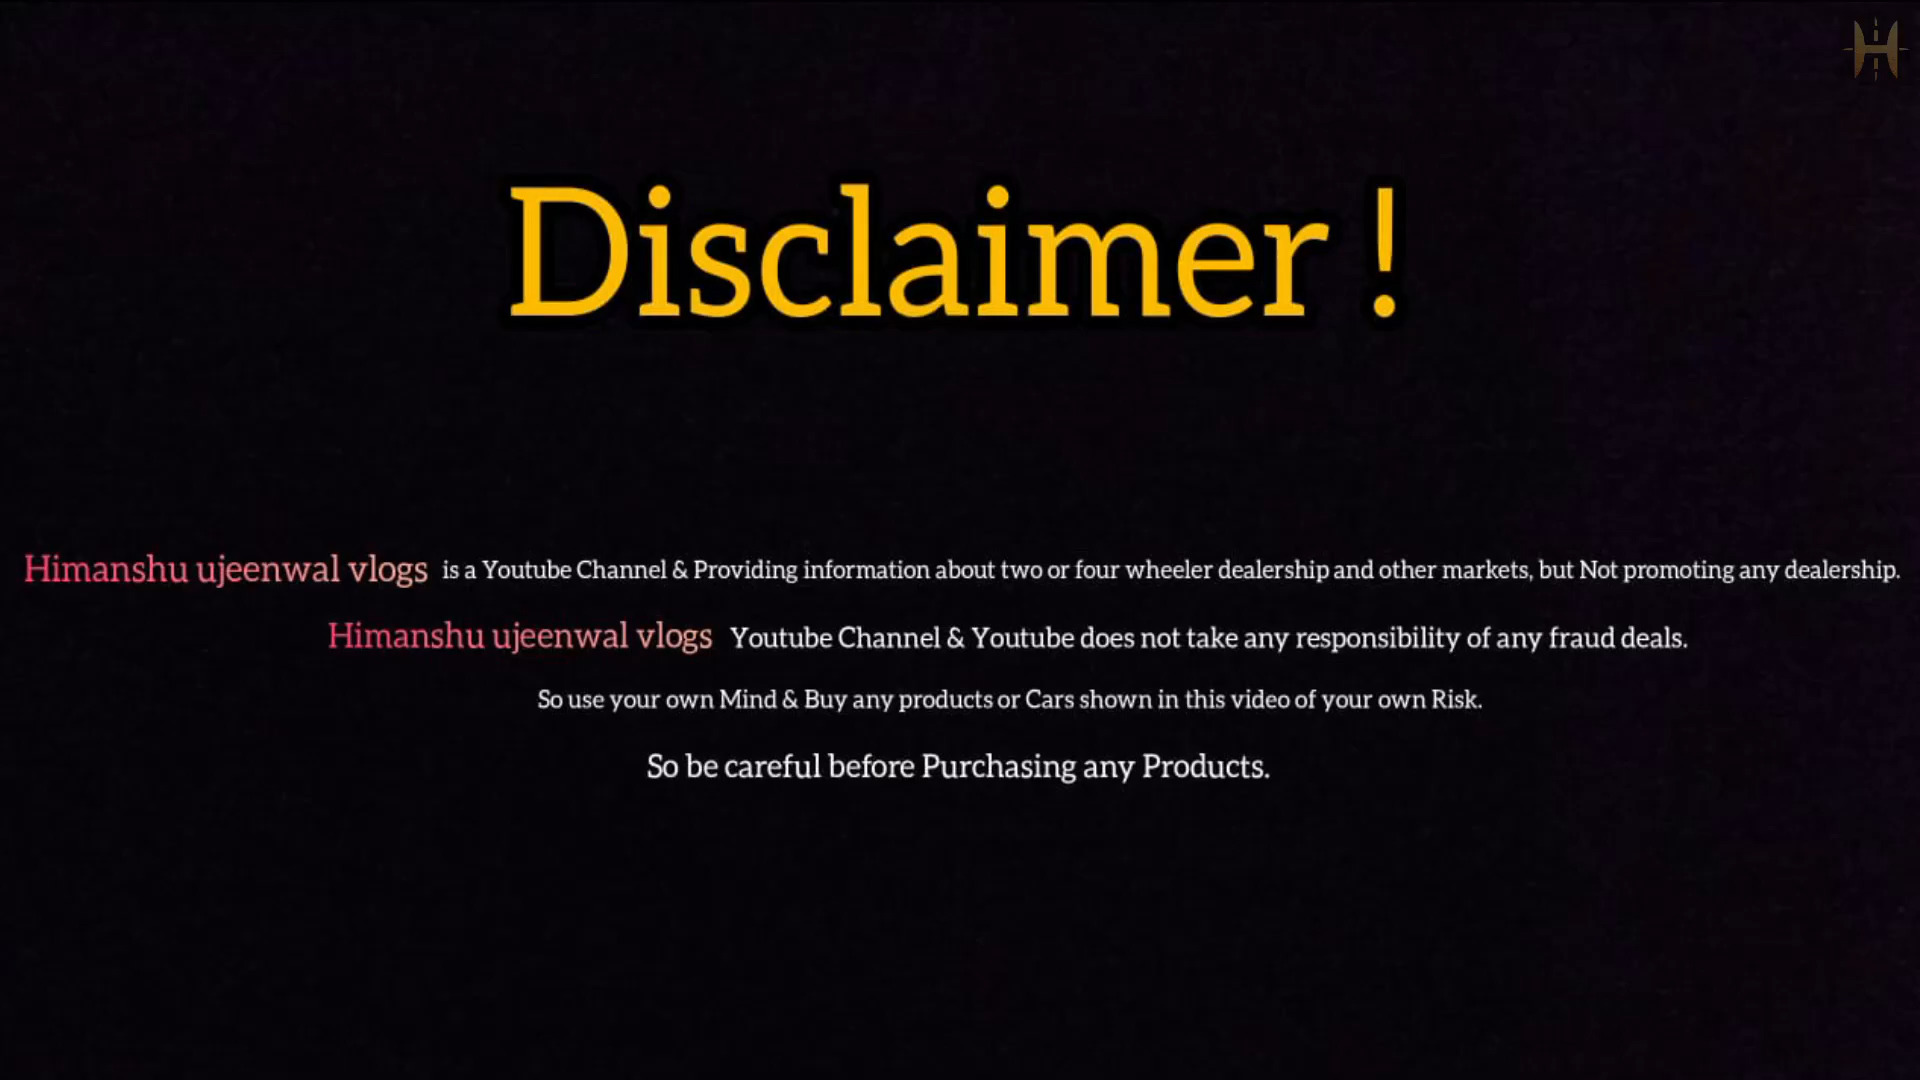 Disclaimer !
Himanshu ujeenwal vlogs is a Youtube Channel & Providing information about two or four wheeler dealership and other markets, but Not promoting any dealership.
Himanshu ujeenwal vlogs Youtube Channel & Youtube does not take any responsibility of any fraud deals.
So use your own Mind & Buy any products or Cars shown in this video of your own Risk.
So be careful before Purchasing any Products.